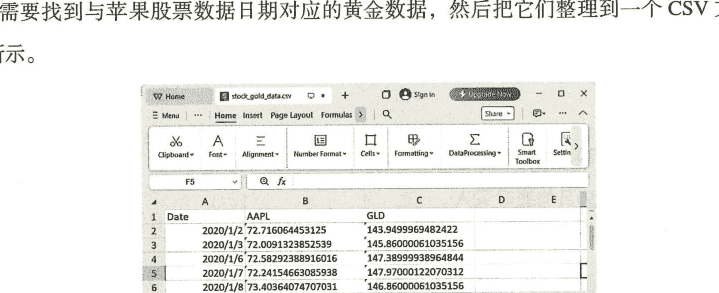 需要找到与苹果股票数据日期对应的黄金数据，然后把它们整理到一个 CSV
所示。
Home stock_gold_data.csv + Sign in Upgrade Now
Menu Home Insert Page Layout Formulas Share
Clipboard Font Alignment Number Format Cells Formatting DataProcessing Smart Toolbox
F5 fx
A B C D E
1 Date AAPL GLD
2 2020/1/2 72.716064453125 143.9499969482422
3 2020/1/3 72.0091323852539 145.86000061035156
4 2020/1/6 72.58292388916016 147.38999938964844
5 2020/1/7 72.24154663085938 147.97000122070312
6 2020/1/8 73.40364074707031 146.86000061035156